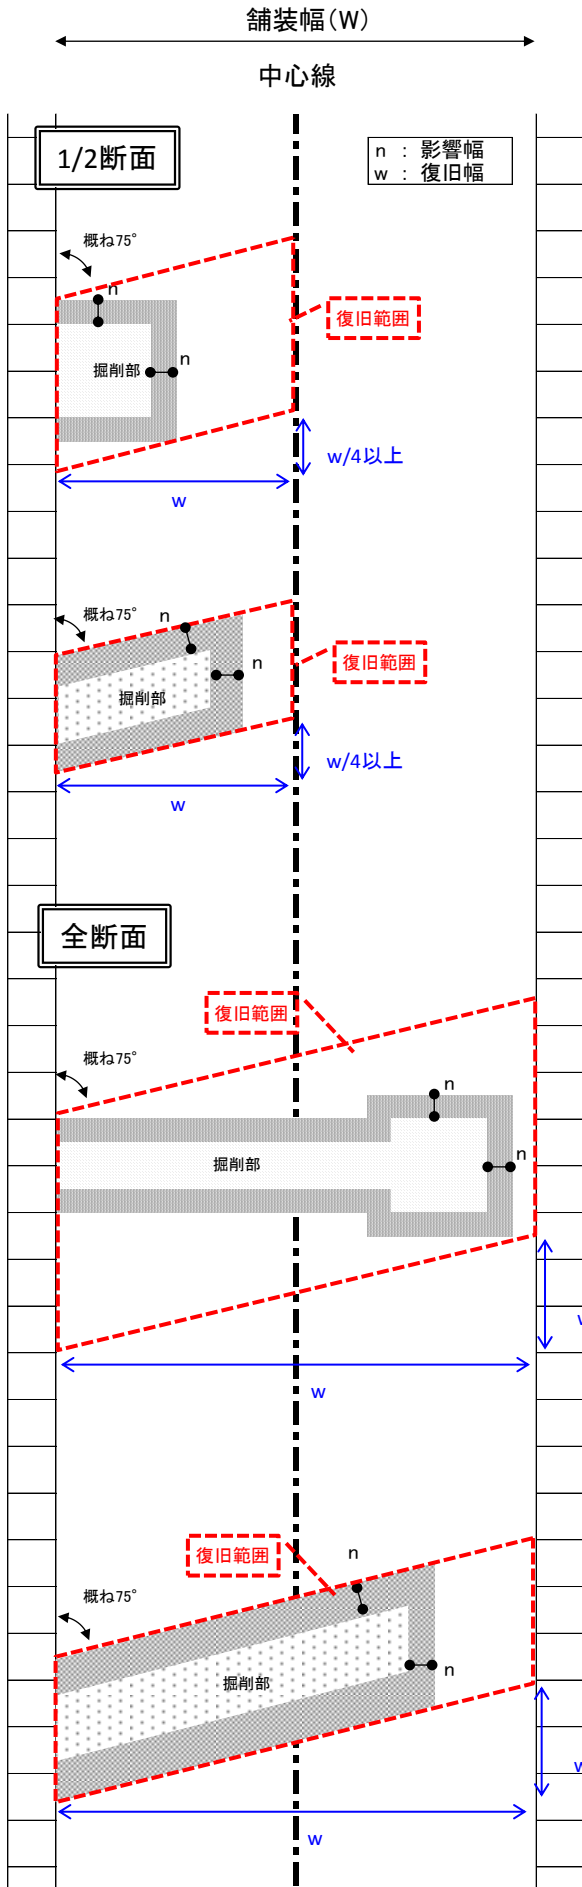 舗装幅(W)
中心線
1/2断面
n : 影響幅
w : 復旧幅
概ね75°
n
復旧範囲
掘削部
n
w/4以上
w
概ね75°
n
復旧範囲
n
掘削部
w/4以上
w
全断面
復旧範囲
概ね75°
n
掘削部
n
w
w
復旧範囲
n
概ね75°
掘削部
n
w
w